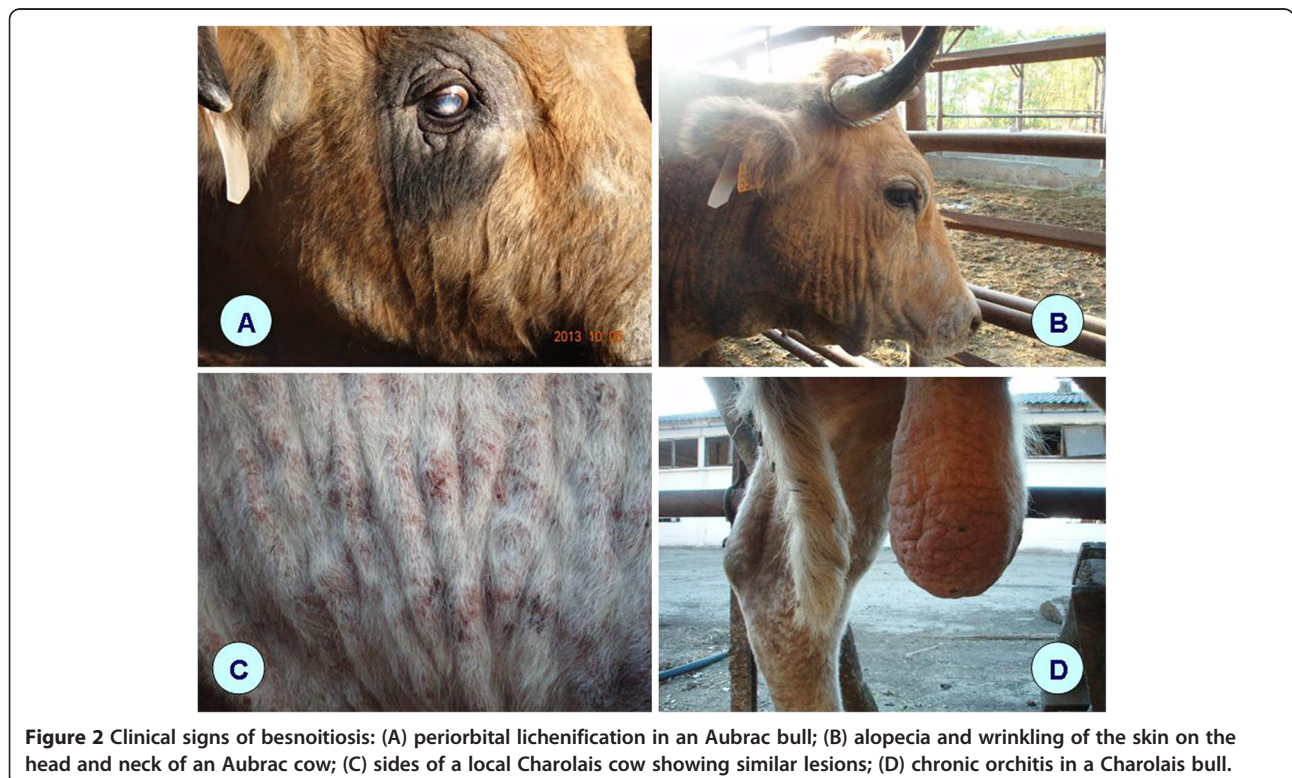 A
2013 10
B
C
D
Figure 2 Clinical signs of besnoitiosis: (A) periorbital lichenification in an Aubrac bull; (B) alopecia and wrinkling of the skin on the
head and neck of an Aubrac cow; (C) sides of a local Charolais cow showing similar lesions; (D) chronic orchitis in a Charolais bull.